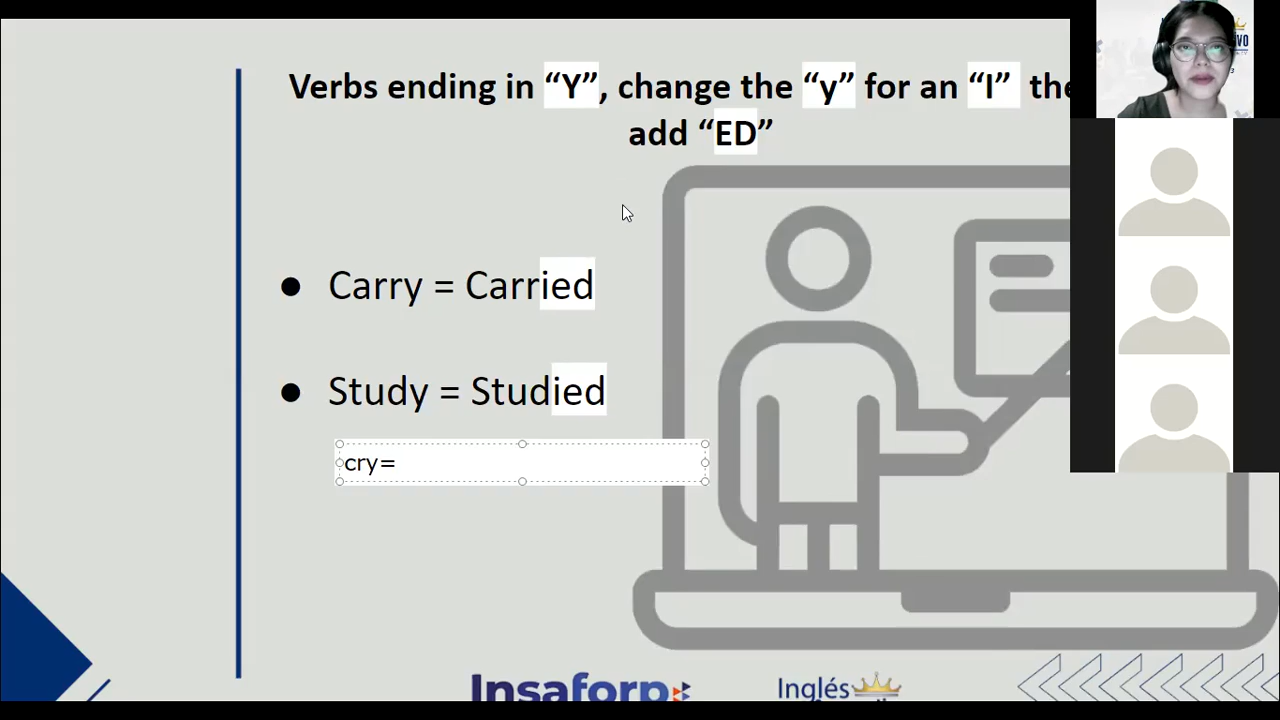 Verbs ending in “Y”, change the “y” for an “I” the
add “ED”
● Carry = Carried
● Study = Studied
cry=
Insaforp
Inglés